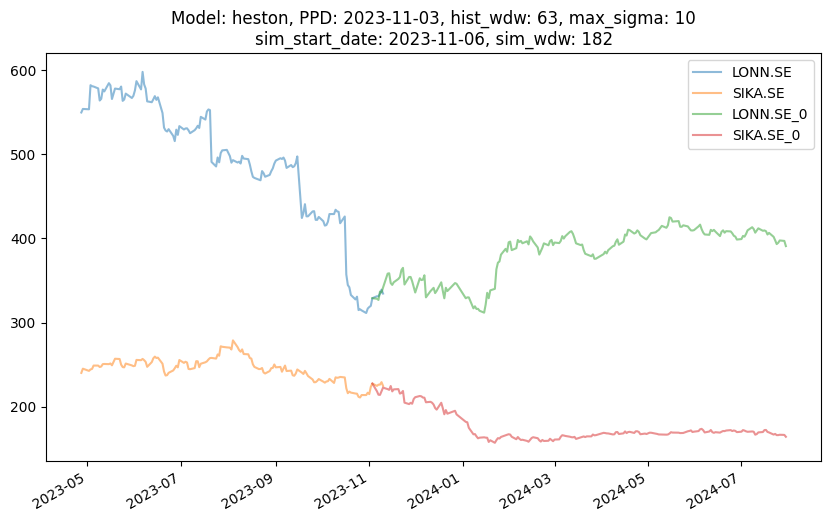 Model: heston, PPD: 2023-11-03, hist_wdw: 63, max_sigma: 10
sim_start_date: 2023-11-06, sim_wdw: 182
LONN.SE
SIKA.SE
LONN.SE_0
SIKA.SE_0
600
500
400
300
200
2023-05
2023-07
2023-09
2023-11
2024-01
2024-03
2024-05
2024-07